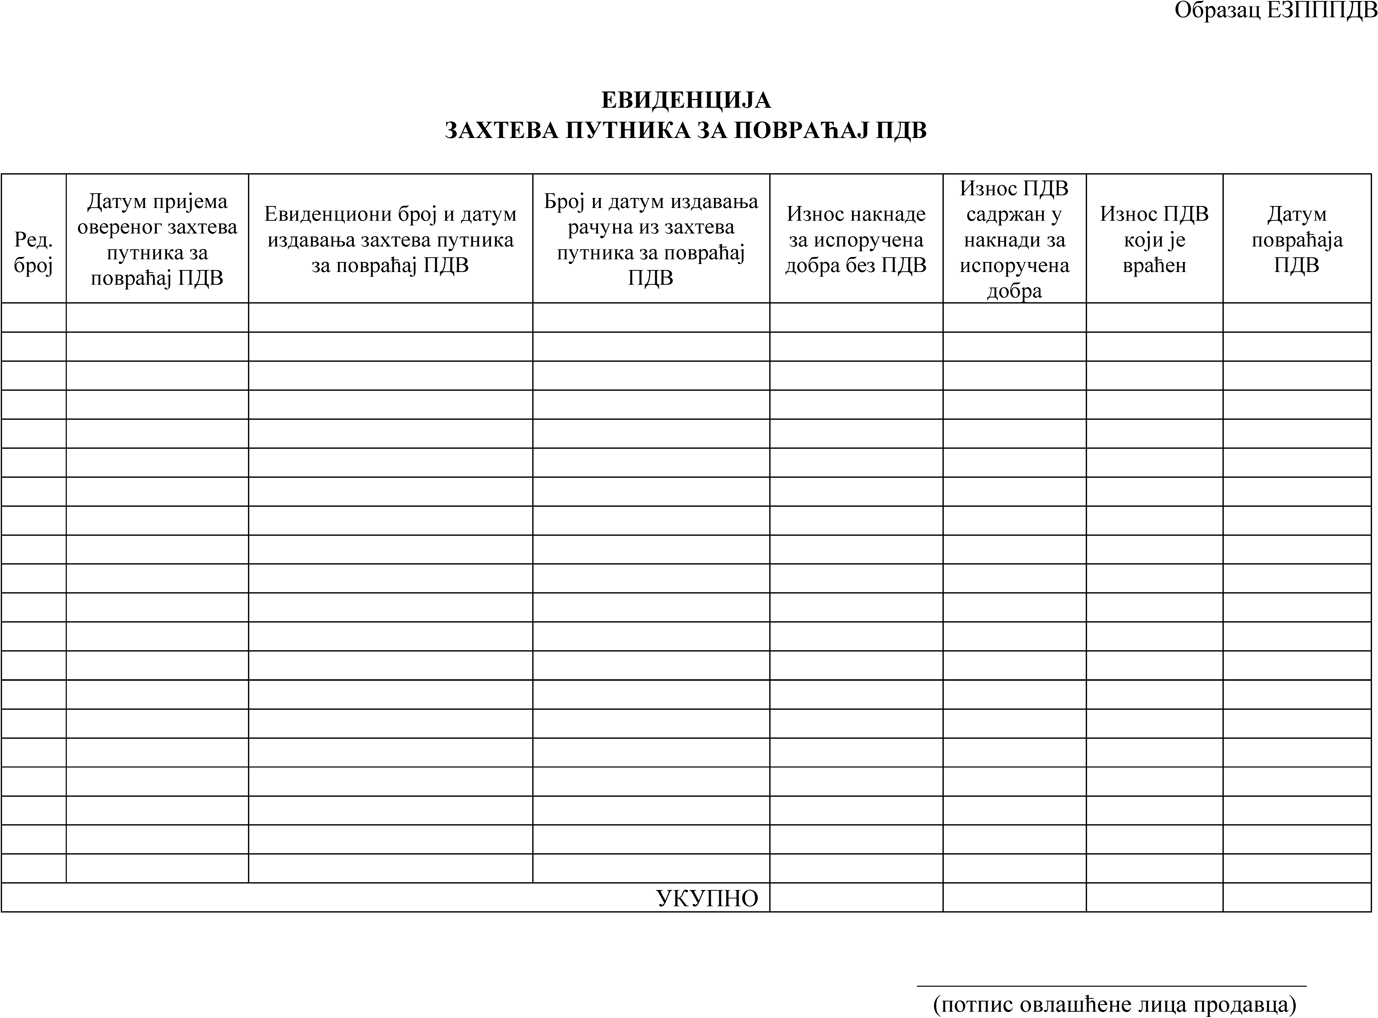 Образац ЕЗПППДВ
ЕВИДЕНЦИЈА
ЗАХТЕВА ПУТНИКА ЗА ПОВРАЋАЈ ПДВ
Ред.
број
Датум пријема
овереног захтева
путника за
повраћај ПДВ
Евиденциони број и датум
издавања захтева путника
за повраћај ПДВ
Број и датум издавања
рачуна из захтева
путника за повраћај
ПДВ
Износ накнаде
за испоручена
добра без ПДВ
Износ ПДВ
садржан у
накнади за
испоручена
добра
Износ ПДВ
који је
враћен
Датум
повраћаја
ПДВ
УКУПНО
(потпис овлашћене лица продавца)